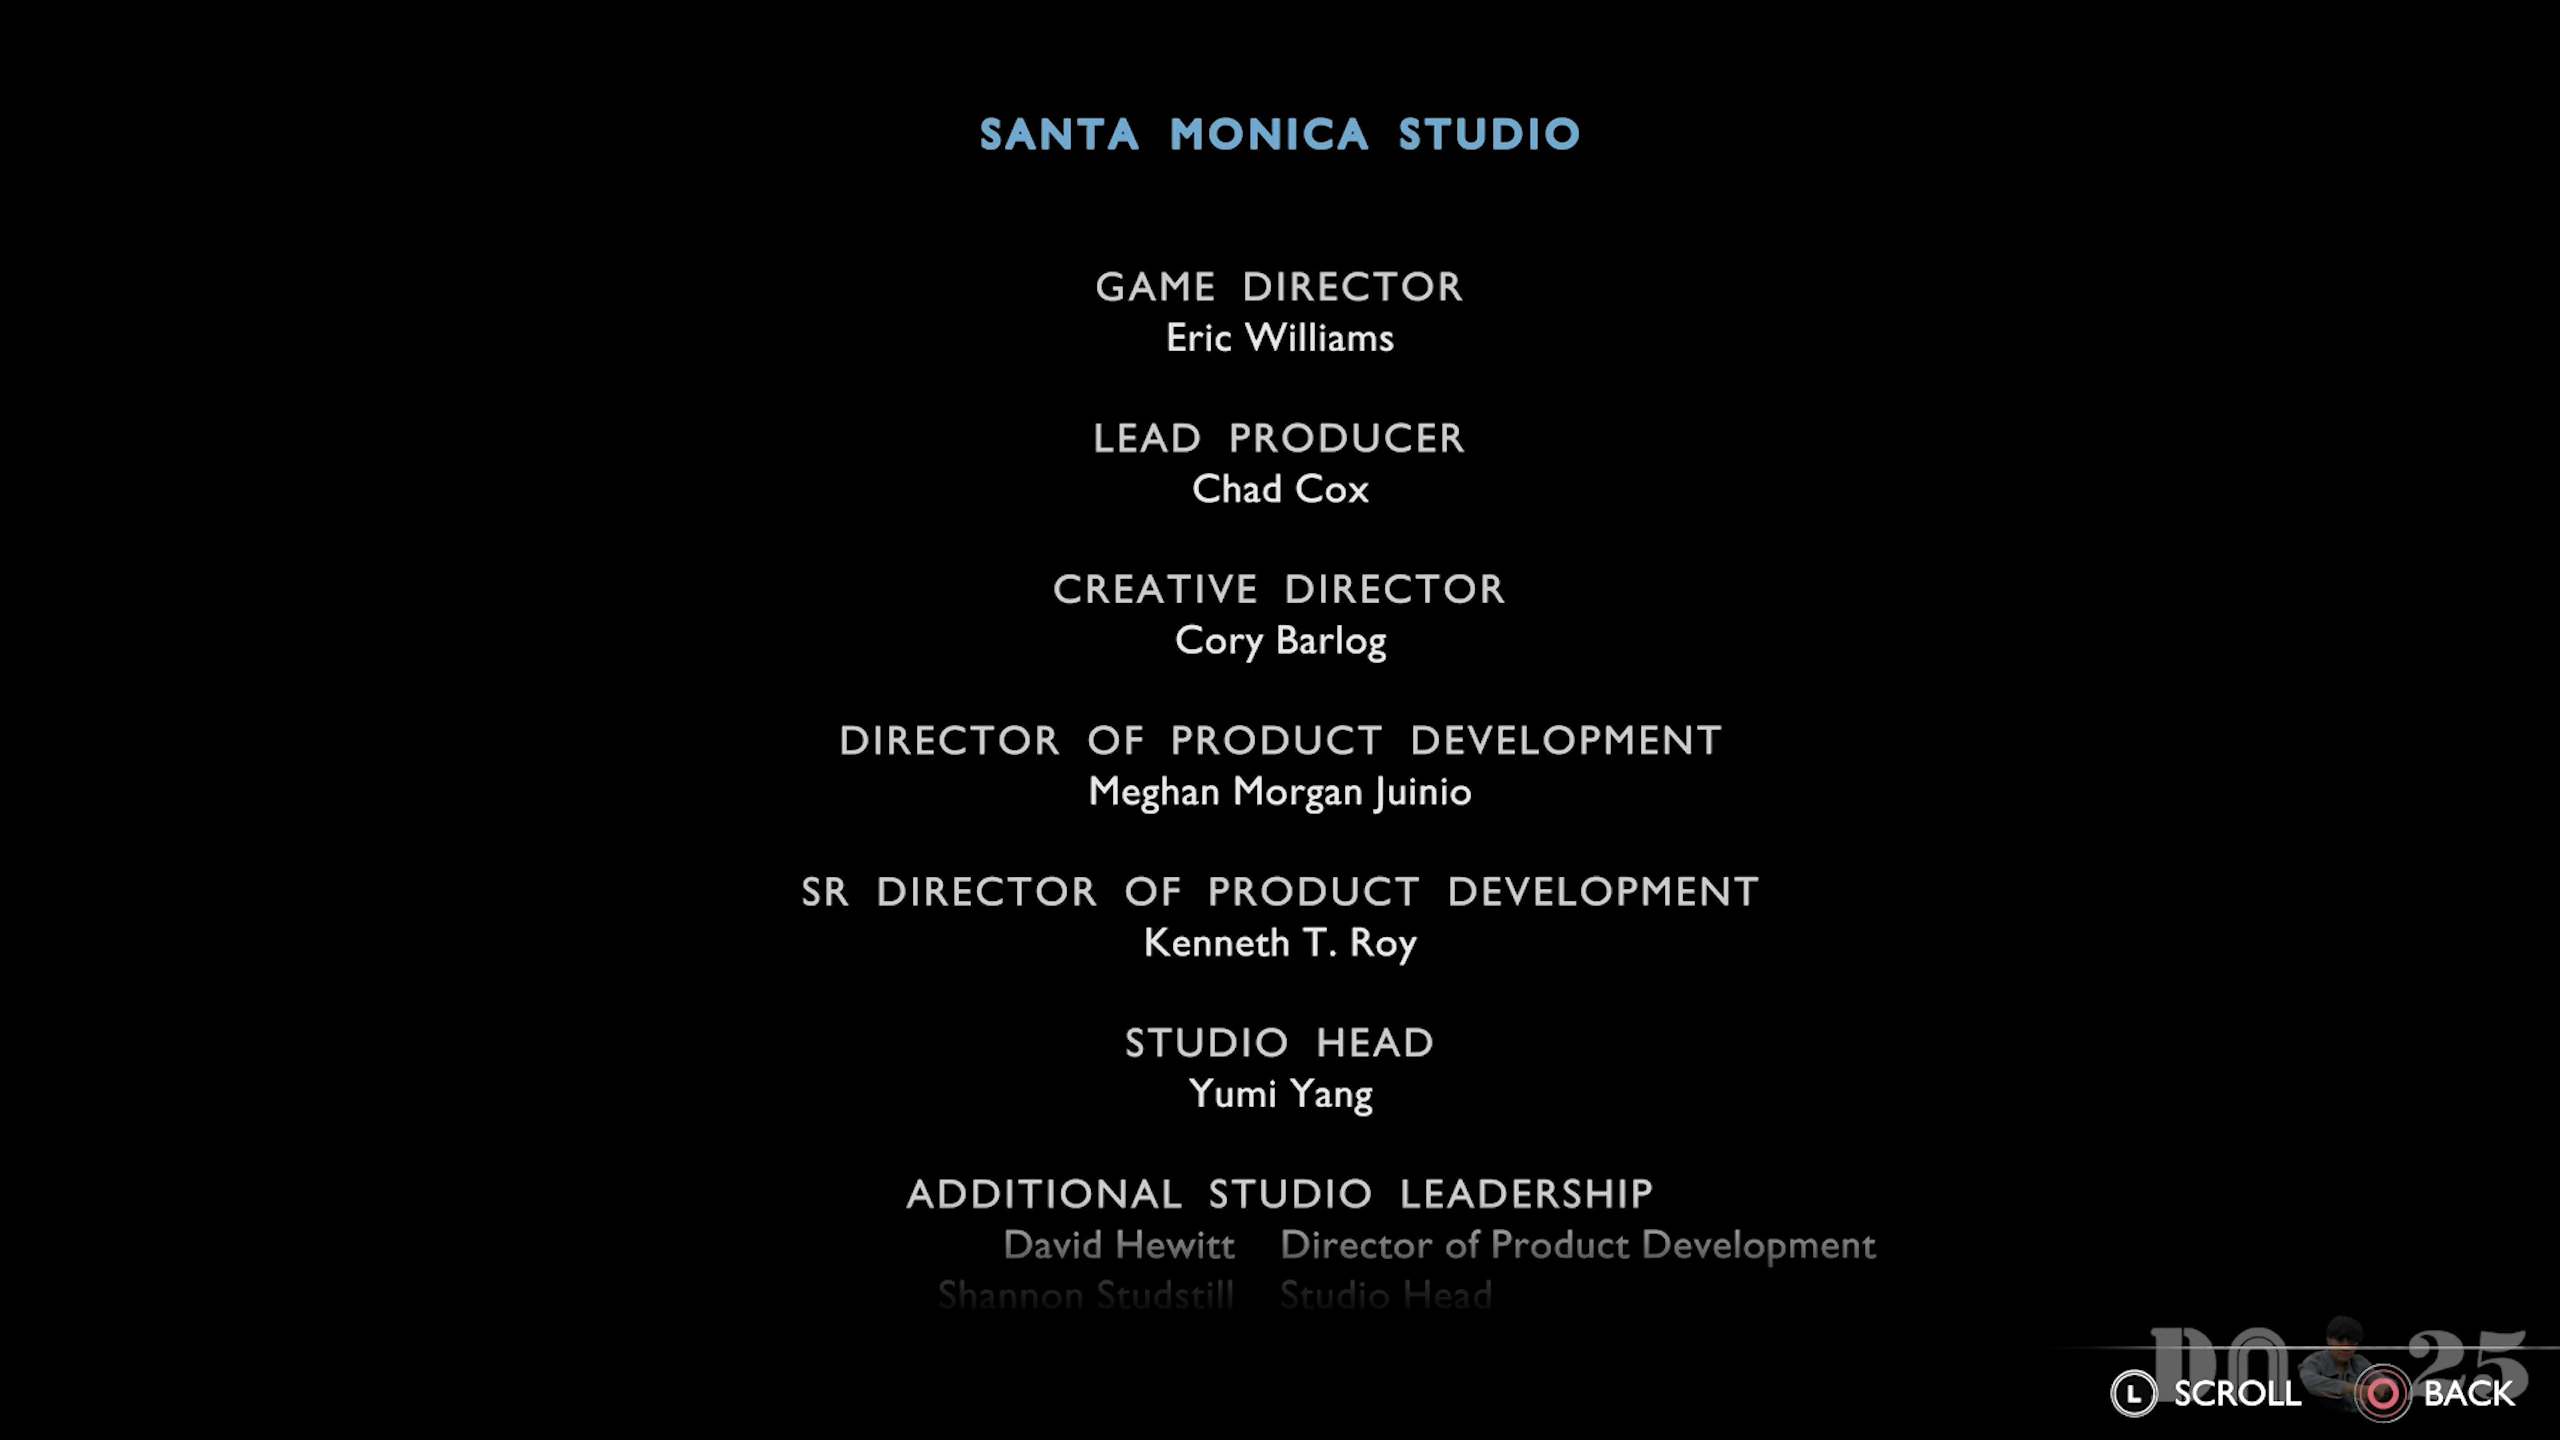 SANTA MONICA STUDIO
GAME DIRECTOR
Eric Williams
LEAD PRODUCER
Chad Cox
CREATIVE DIRECTOR
Cory Barlog
DIRECTOR OF PRODUCT DEVELOPMENT
Meghan Morgan Juinio
SR DIRECTOR OF PRODUCT DEVELOPMENT
Kenneth T. Roy
STUDIO HEAD
Yumi Yang
ADDITIONAL STUDIO LEADERSHIP
David Hewitt Director of Product Development
Shannon Studstill Studio Head
25
L SCROLL BACK